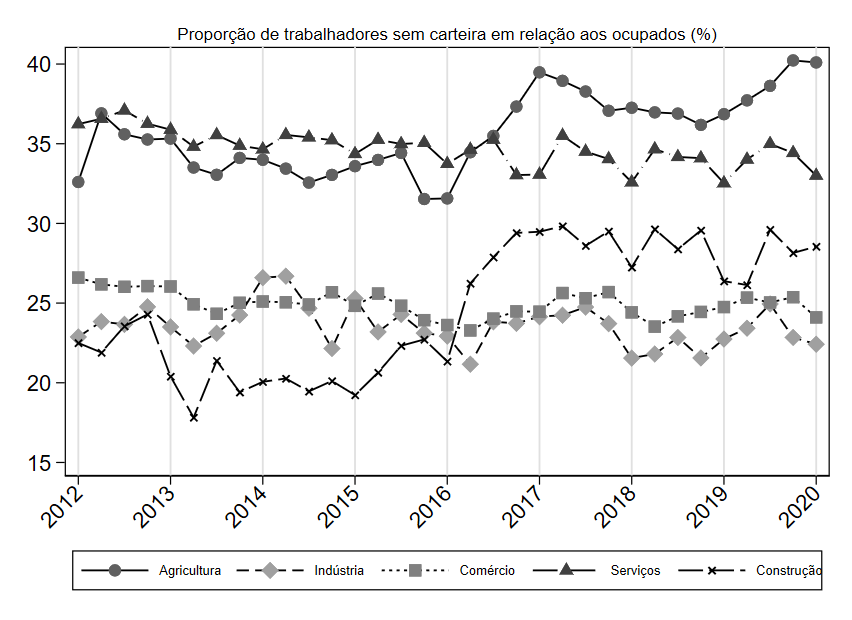 Proporção de trabalhadores sem carteira em relação aos ocupados (%)
40
35
30
25
20
15
2012 2013 2014 2015 2016 2017 2018 2019 2020
Agricultura Indústria Comércio Serviços Construção